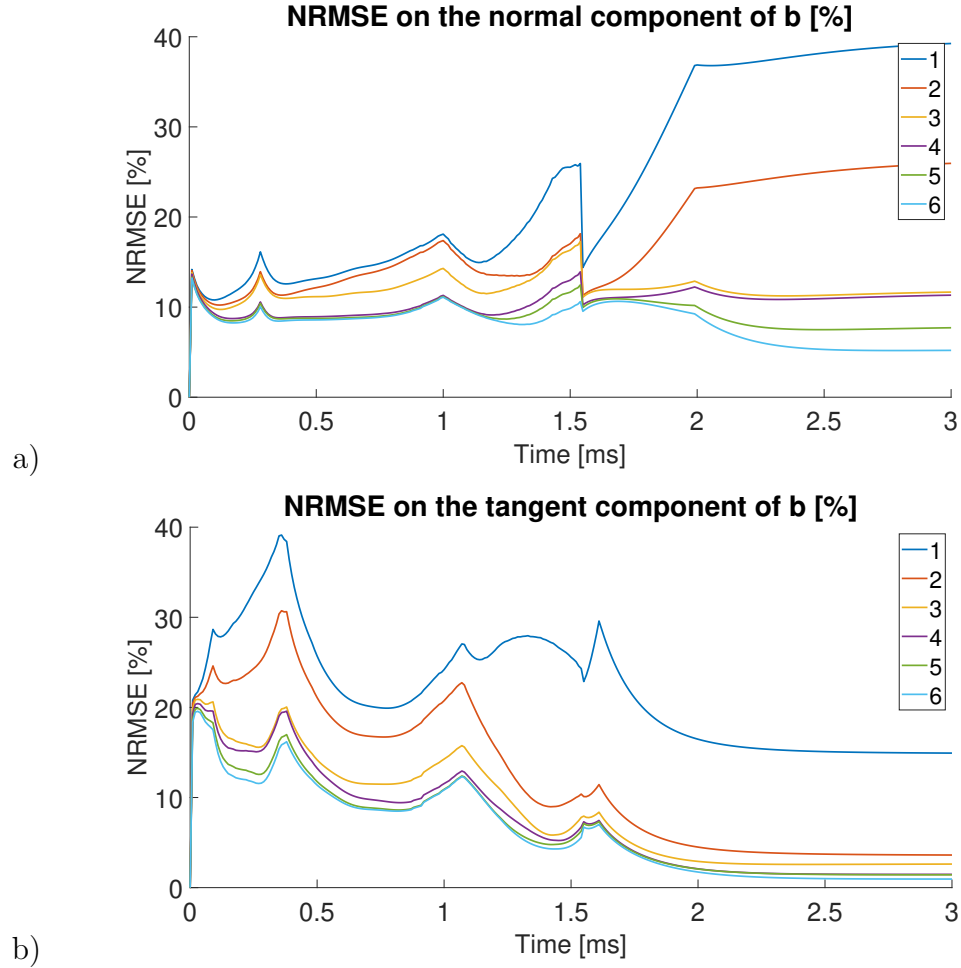 NRMSE on the normal component of b [%]
40
30
20
10
0
NRMSE [%]
1
2
3
4
5
6
0 0.5 1 1.5 2 2.5 3
Time [ms]
a)
NRMSE on the tangent component of b [%]
40
30
20
10
0
NRMSE [%]
1
2
3
4
5
6
0 0.5 1 1.5 2 2.5 3
Time [ms]
b)